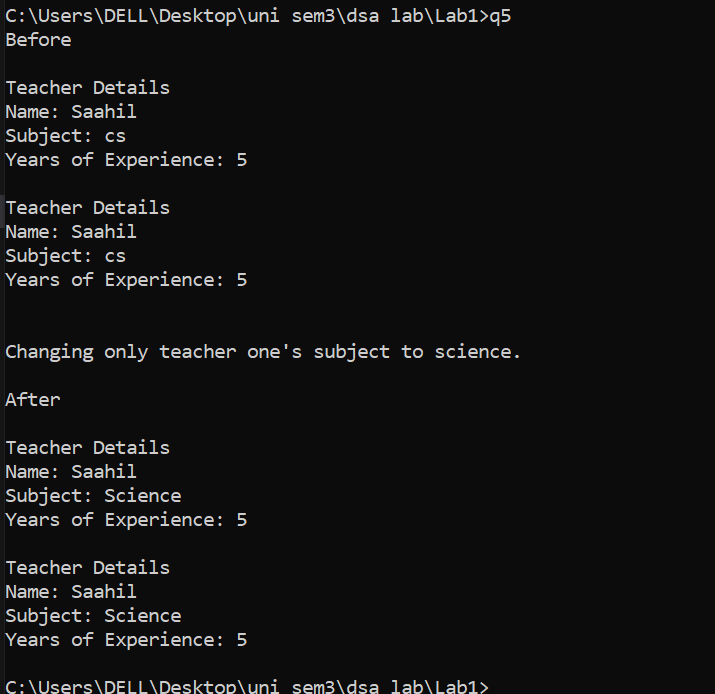 C:\Users\DELL\Desktop\uni sem3\dsa lab\Lab1>q5
Before
Teacher Details
Name: Saahil
Subject: cs
Years of Experience: 5
Teacher Details
Name: Saahil
Subject: cs
Years of Experience: 5
Changing only teacher one's subject to science.
After
Teacher Details
Name: Saahil
Subject: Science
Years of Experience: 5
Teacher Details
Name: Saahil
Subject: Science
Years of Experience: 5
C:\Users\DELL\Desktop\uni sem3\dsa lab\Lab1>